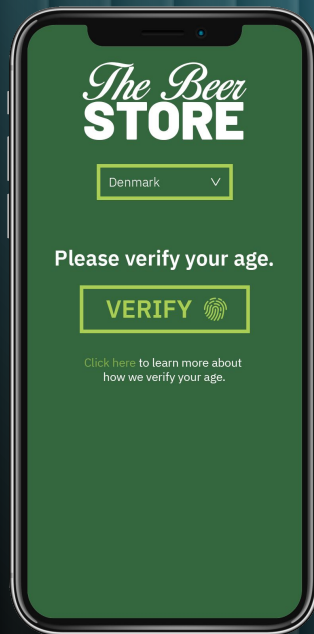 The Beer
STORE
Denmark
Please verify your age.
VERIFY
Click here to learn more about
how we verify your age.